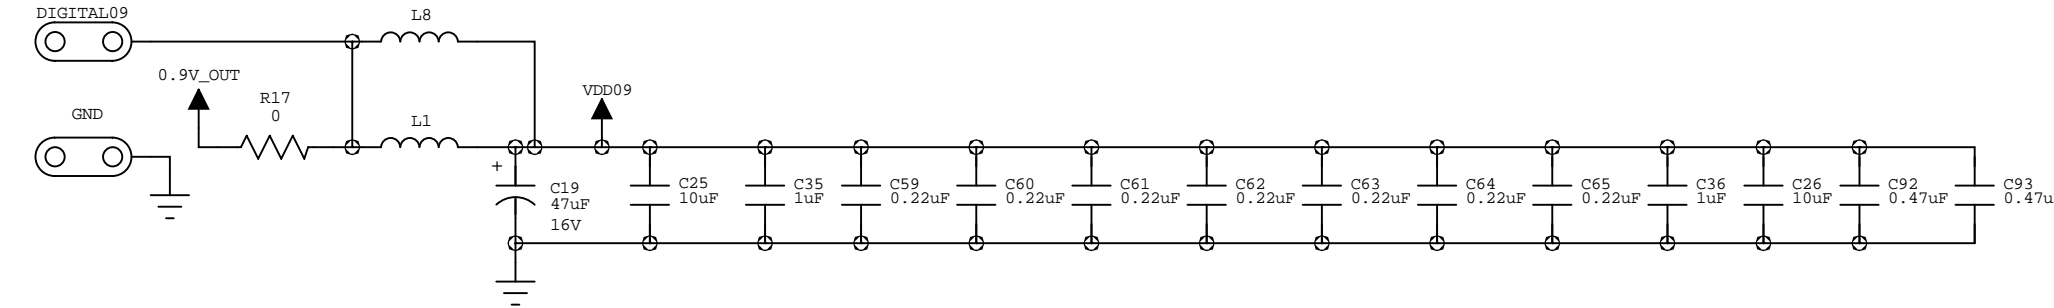 DIGITAL09
L8
0.9V_OUT
R17
0
VDD09
GND
L1
+
C19
47uF
16V
C25
10uF
C35
1uF
C59
0.22uF
C60
0.22uF
C61
0.22uF
C62
0.22uF
C63
0.22uF
C64
0.22uF
C65
0.22uF
C36
1uF
C26
10uF
C92
0.47uF
C93
0.47u